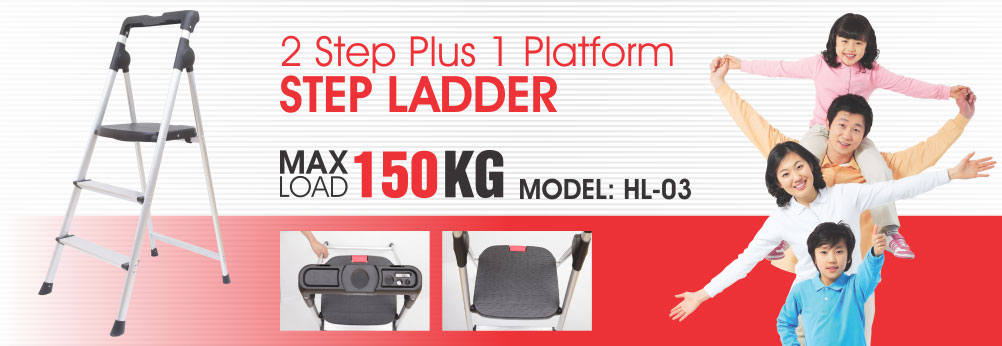 2 Step Plus 1 Platform
STEP LADDER
MAX LOAD 150 KG
MODEL: HL-03